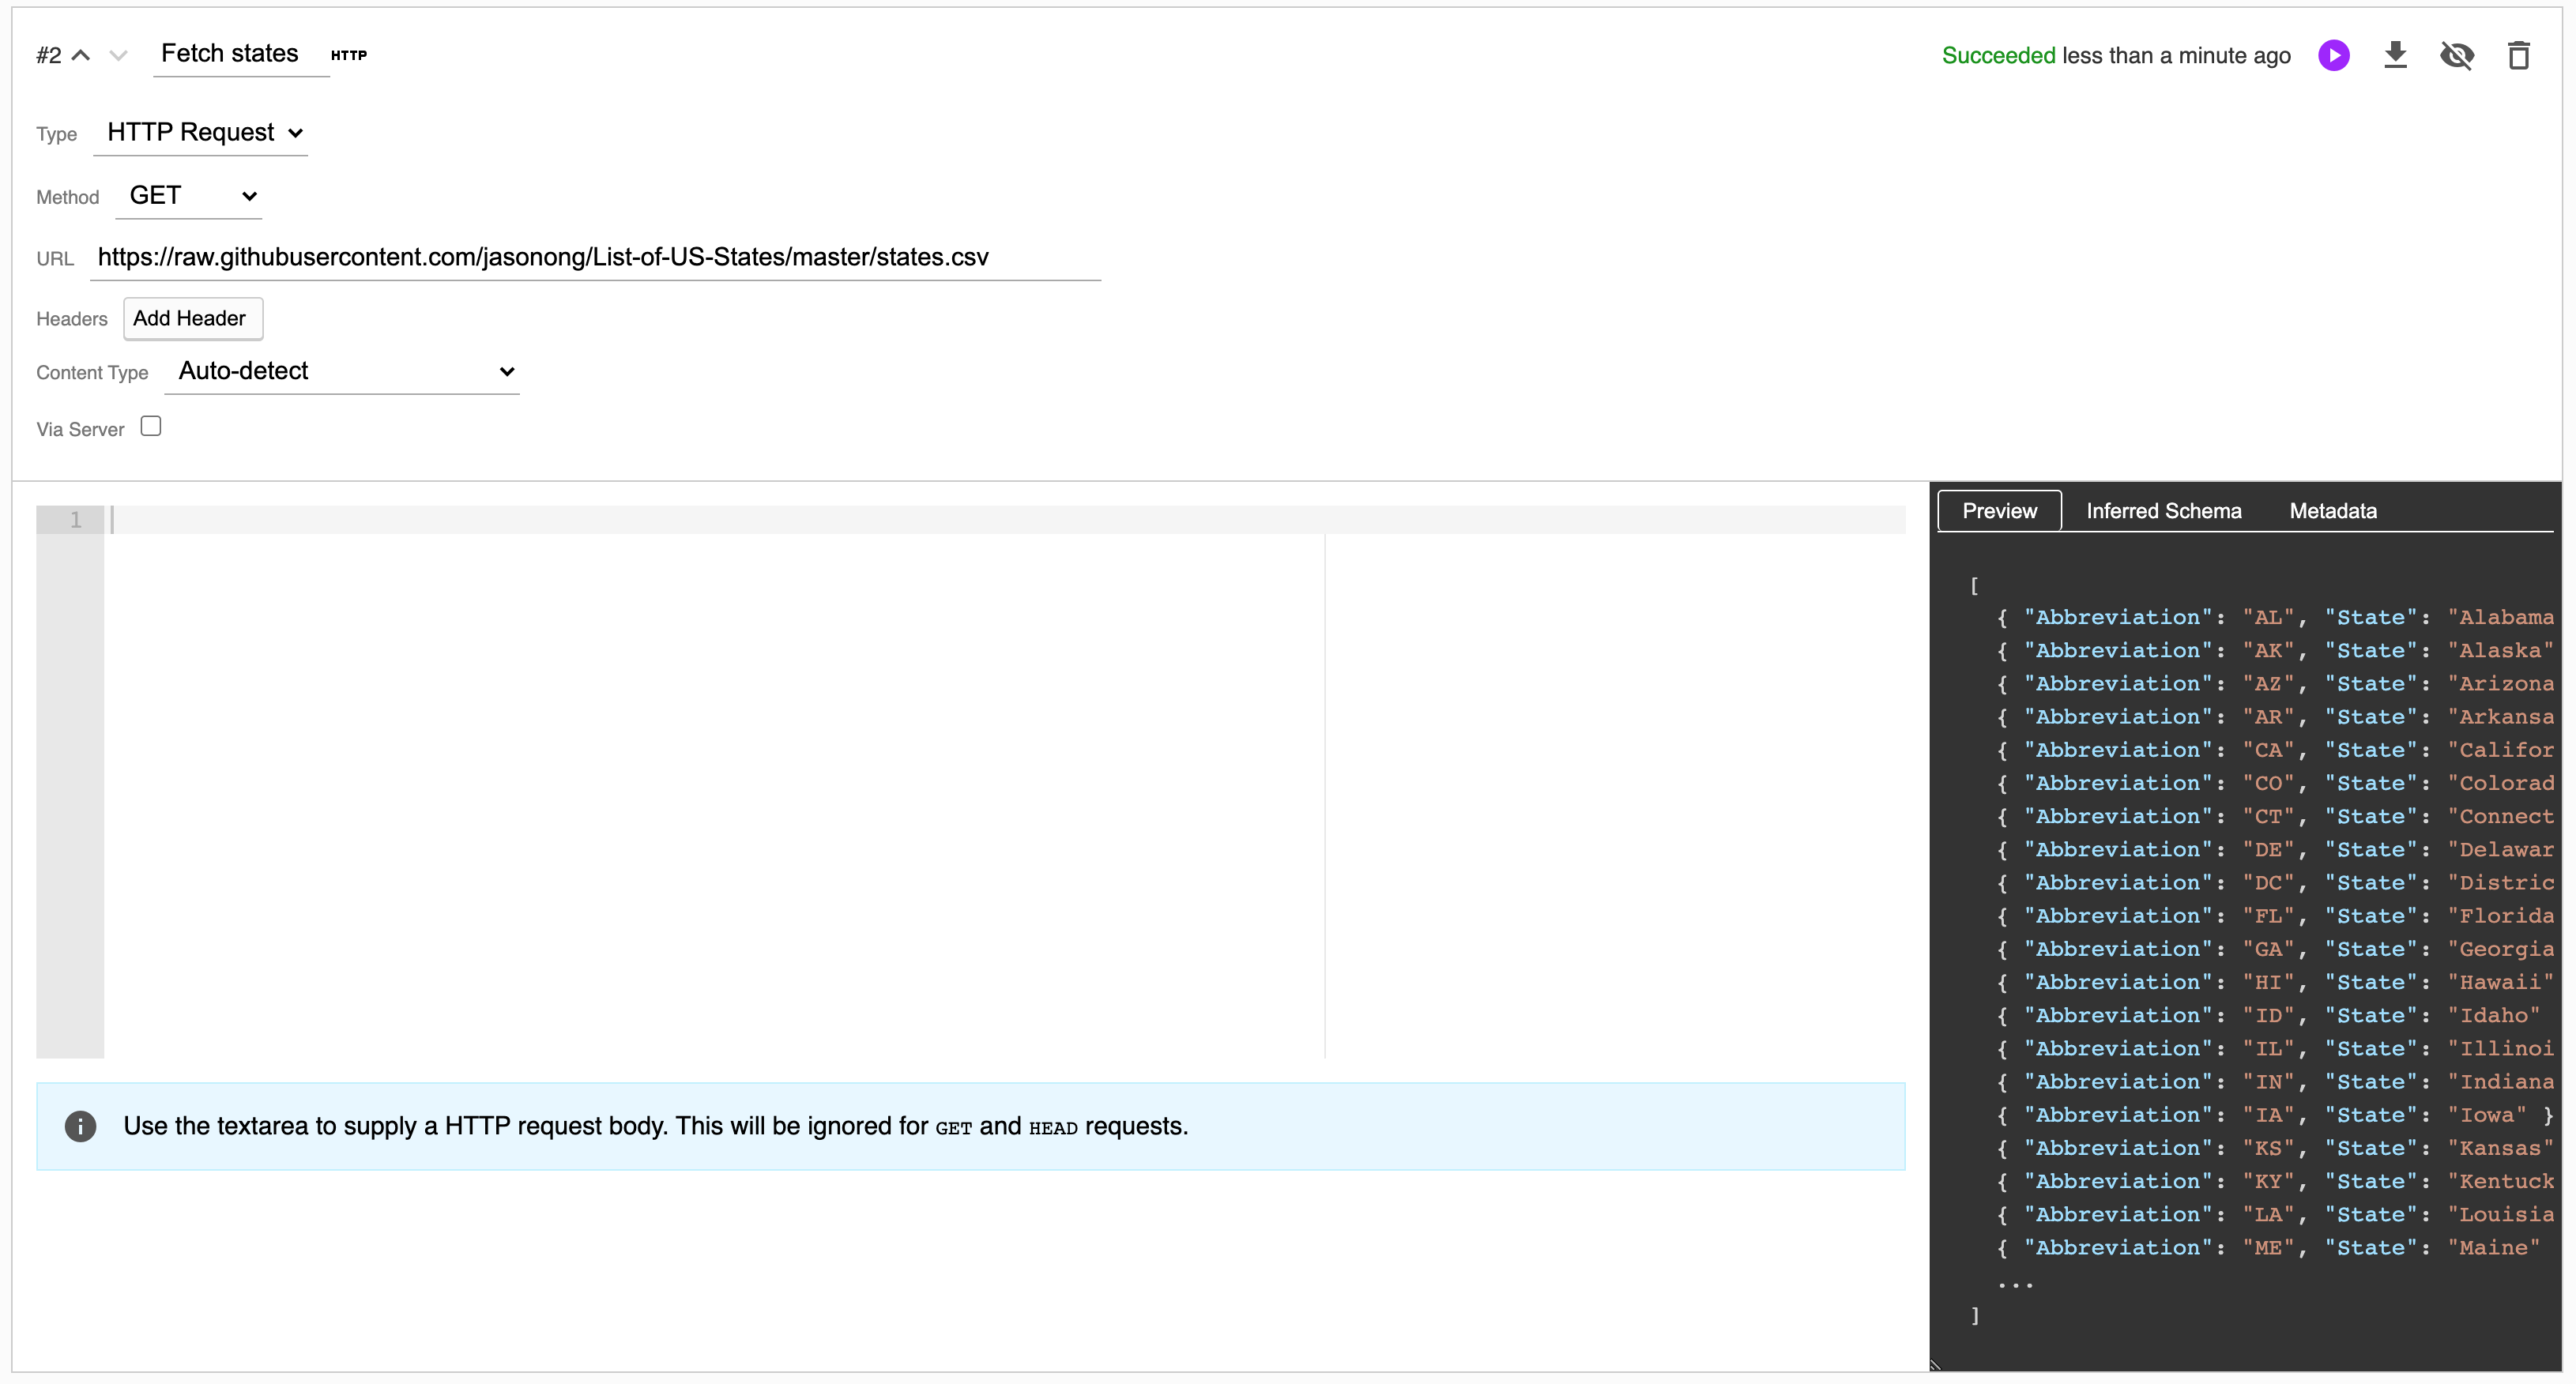 #2 Fetch states HTTP Succeeded less than a minute ago
Type HTTP Request
Method GET
URL https://raw.githubusercontent.com/jasonong/List-of-US-States/master/states.csv
Headers Add Header
Content Type Auto-detect
Via Server
1
Use the textarea to supply a HTTP request body. This will be ignored for GET and HEAD requests.
Preview Inferred Schema Metadata
[
{ "Abbreviation": "AL", "State": "Alabama
{ "Abbreviation": "AK", "State": "Alaska"
{ "Abbreviation": "AZ", "State": "Arizona
{ "Abbreviation": "AR", "State": "Arkansa
{ "Abbreviation": "CA", "State": "Califor
{ "Abbreviation": "CO", "State": "Colorad
{ "Abbreviation": "CT", "State": "Connect
{ "Abbreviation": "DE", "State": "Delawar
{ "Abbreviation": "DC", "State": "Distric
{ "Abbreviation": "FL", "State": "Florida
{ "Abbreviation": "GA", "State": "Georgia
{ "Abbreviation": "HI", "State": "Hawaii"
{ "Abbreviation": "ID", "State": "Idaho"
{ "Abbreviation": "IL", "State": "Illinoi
{ "Abbreviation": "IN", "State": "Indiana
{ "Abbreviation": "IA", "State": "Iowa" }
{ "Abbreviation": "KS", "State": "Kansas"
{ "Abbreviation": "KY", "State": "Kentuck
{ "Abbreviation": "LA", "State": "Louisia
{ "Abbreviation": "ME", "State": "Maine"
...
]